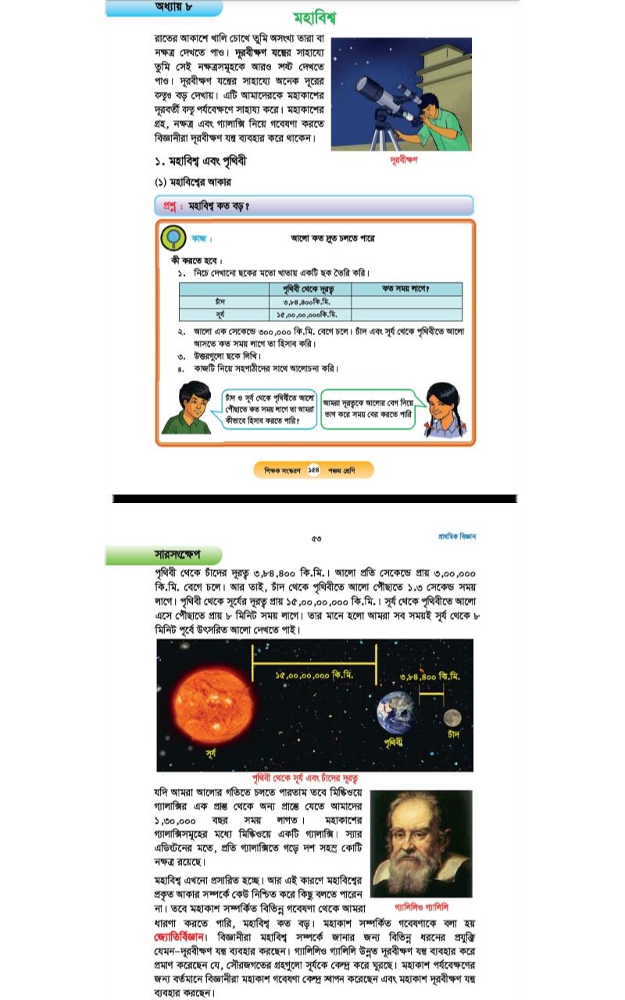 অধ্যায় ৮
মহাবিশ্ব
রাতের আকাশে খালি চোখে তুমি অসংখ্য তারা বা
নক্ষত্র দেখতে পাও। দূরবীক্ষণ যন্ত্রের সাহায্যে
তুমি সেই নক্ষত্রসমূহকে আরও স্পষ্ট দেখতে
পাও। দূরবীক্ষণ যন্ত্রের সাহায্যে অনেক দূরের
বস্তুও বড় দেখায়। এটি আমাদেরকে মহাকাশের
দূরবর্তী বস্তু পর্যবেক্ষণে সাহায্য করে। মহাকাশের
গ্রহ, নক্ষত্র এবং গ্যালাক্সি নিয়ে গবেষণা করতে
বিজ্ঞানীরা দূরবীক্ষণ যন্ত্র ব্যবহার করে থাকেন।
দূরবীক্ষণ
১. মহাবিশ্ব এবং পৃথিবী
(১) মহাবিশ্বের আকার
প্রশ্ন : মহাবিশ্ব কত বড়?
কাজ : আলো কত দ্রুত চলতে পারে
কী করতে হবে :
১. নিচে দেখানো ছকের মতো খাতায় একটি ছক তৈরি করি।
পৃথিবী থেকে দূরত্ব কত সময় লাগে?
চাঁদ ৩,৮৪,৪০০কি.মি.
সূর্য ১৫,০০,০০,০০০কি.মি.
২. আলো এক সেকেন্ডে ৩০০,০০০ কি.মি. বেগে চলে। চাঁদ এবং সূর্য থেকে পৃথিবীতে আলো
আসতে কত সময় লাগে তা হিসাব করি।
৩. উত্তরগুলো ছকে লিখি।
৪. কাজটি নিয়ে সহপাঠীদের সাথে আলোচনা করি।
চাঁদ ও সূর্য থেকে পৃথিবীতে আলো
পৌঁছাতে কত সময় লাগে তা আমরা
কীভাবে হিসাব করতে পারি?
আমরা দূরত্বকে আলোর বেগ দিয়ে
ভাগ করে সময় বের করতে পারি
শিক্ষক সংস্করণ ১৫৪ পঞ্চম শ্রেণি
৫৩
প্রাথমিক বিজ্ঞান
সারসংক্ষেপ
পৃথিবী থেকে চাঁদের দূরত্ব ৩,৮৪,৪০০ কি.মি.। আলো প্রতি সেকেন্ডে প্রায় ৩,০০,০০০
কি.মি. বেগে চলে। আর তাই, চাঁদ থেকে পৃথিবীতে আলো পৌঁছাতে ১.৩ সেকেন্ড সময়
লাগে। পৃথিবী থেকে সূর্যের দূরত্ব প্রায় ১৫,০০,০০,০০০ কি.মি.। সূর্য থেকে পৃথিবীতে আলো
এসে পৌঁছাতে প্রায় ৮ মিনিট সময় লাগে। তার মানে হলো আমরা সব সময়ই সূর্য থেকে ৮
মিনিট পূর্বে উৎসরিত আলো দেখতে পাই।
১৫,০০,০০,০০০ কি.মি.
৩,৮৪,৪০০ কি.মি.
সূর্য
পৃথিবী
চাঁদ
পৃথিবী থেকে সূর্য এবং চাঁদের দূরত্ব
যদি আমরা আলোর গতিতে চলতে পারতাম তবে মিল্কিওয়ে
গ্যালাক্সির এক প্রান্ত থেকে অন্য প্রান্তে যেতে আমাদের
১,৩০,০০০ বছর সময় লাগত। মহাকাশের
গ্যালাক্সিসমূহের মধ্যে মিল্কিওয়ে একটি গ্যালাক্সি। স্যার
এডিংটনের মতে, প্রতি গ্যালাক্সিতে গড়ে দশ সহস্র কোটি
নক্ষত্র রয়েছে।
মহাবিশ্ব এখনো প্রসারিত হচ্ছে। আর এই কারণে মহাবিশ্বের
প্রকৃত আকার সম্পর্কে কেউ নিশ্চিত করে কিছু বলতে পারেন
না। তবে মহাকাশ সম্পর্কিত বিভিন্ন গবেষণা থেকে আমরা
গ্যালিলিও গ্যালিলি
ধারণা করতে পারি, মহাবিশ্ব কত বড়। মহাকাশ সম্পর্কিত গবেষণাকে বলা হয়
জ্যোতির্বিজ্ঞান। বিজ্ঞানীরা মহাবিশ্ব সম্পর্কে জানার জন্য বিভিন্ন ধরনের প্রযুক্তি
যেমন–দূরবীক্ষণ যন্ত্র ব্যবহার করছেন। গ্যালিলিও গ্যালিলি উন্নত দূরবীক্ষণ যন্ত্র ব্যবহার করে
প্রমাণ করেছেন যে, সৌরজগতের গ্রহগুলো সূর্যকে কেন্দ্র করে ঘুরছে। মহাকাশ পর্যবেক্ষণের
জন্য বর্তমানে বিজ্ঞানীরা মহাকাশ গবেষণা কেন্দ্র স্থাপন করেছেন এবং মহাকাশ দূরবীক্ষণ যন্ত্র
ব্যবহার করছেন।